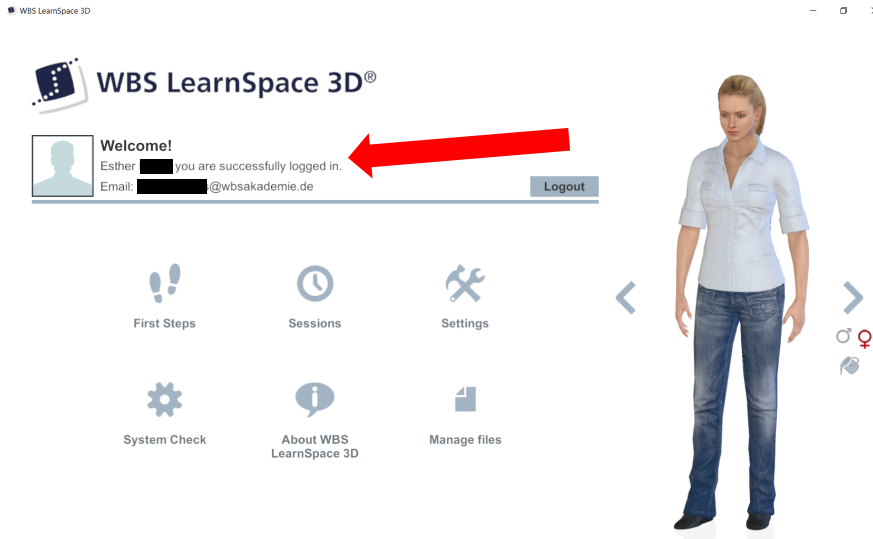 WBS LearnSpace 3D
WBS LearnSpace 3D®
Welcome!
Esther you are successfully logged in.
Email: s@wbsakademie.de
Logout
First Steps
Sessions
Settings
System Check
About WBS
LearnSpace 3D
Manage files